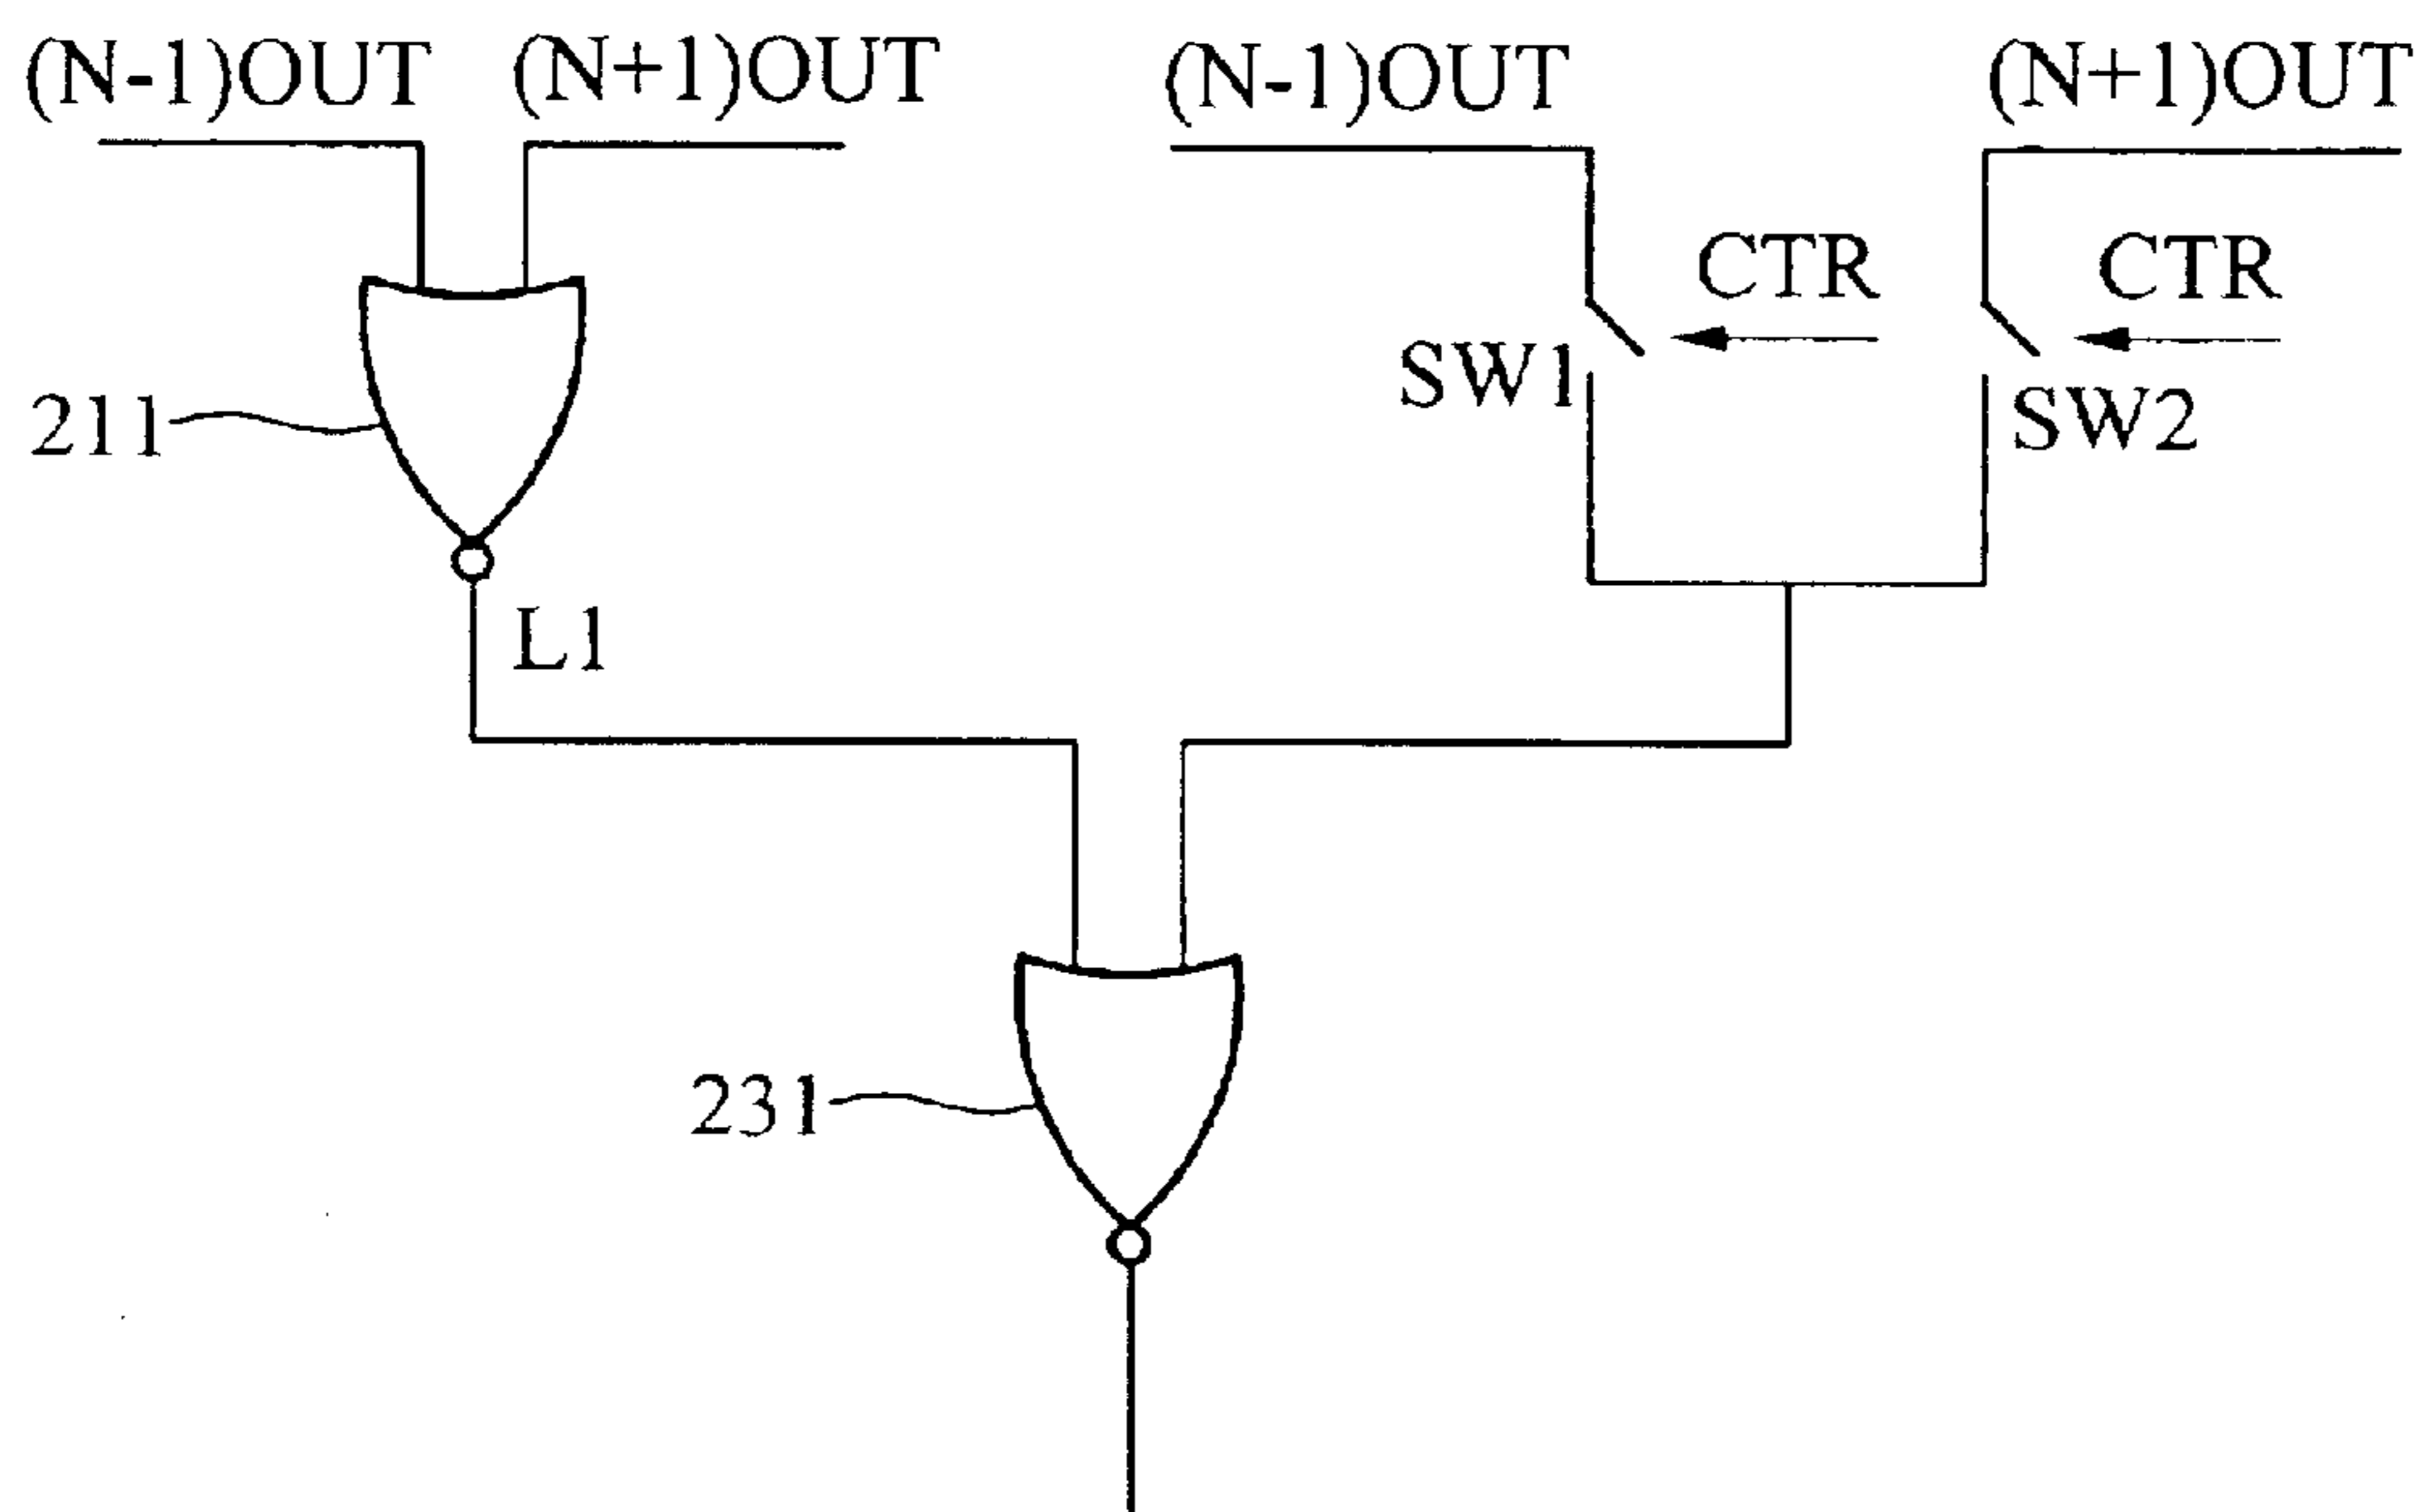 (N-1)OUT
(N+1)OUT
(N-1)OUT
(N+1)OUT
CTR
CTR
SW1
SW2
211
L1
231